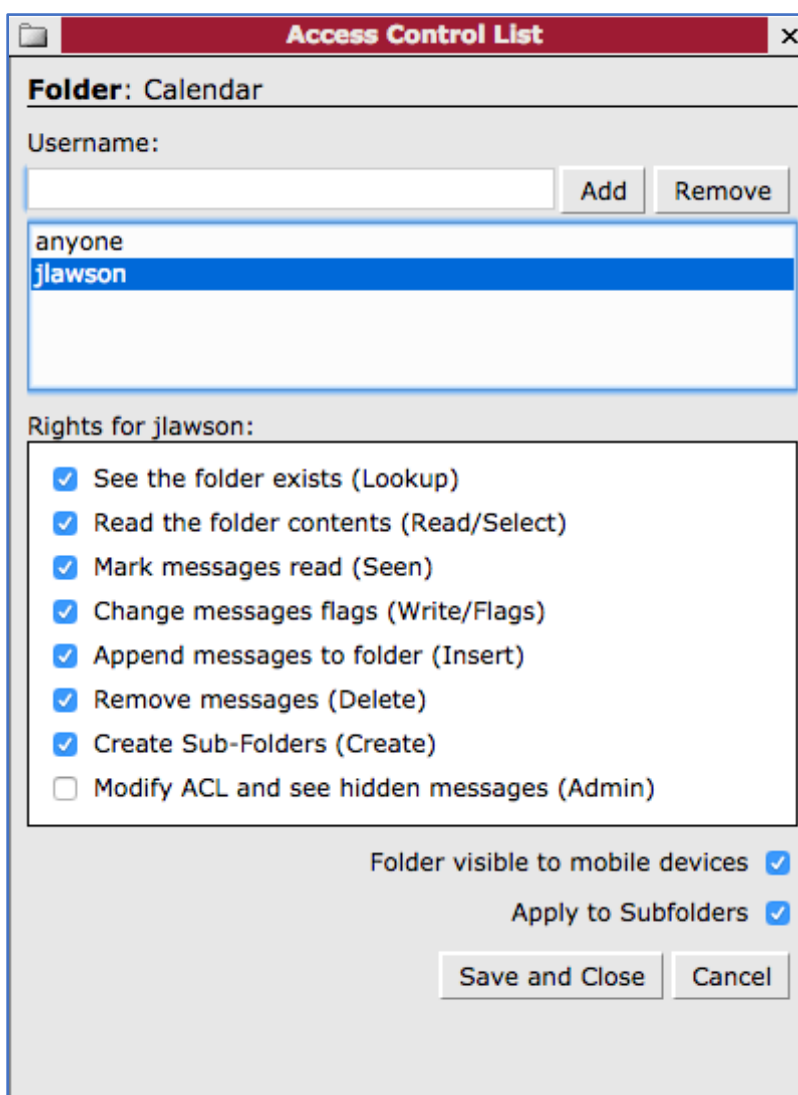 Access Control List
Folder: Calendar
Username:
Add Remove
anyone
jlawson
Rights for jlawson:
See the folder exists (Lookup)
Read the folder contents (Read/Select)
Mark messages read (Seen)
Change messages flags (Write/Flags)
Append messages to folder (Insert)
Remove messages (Delete)
Create Sub-Folders (Create)
Modify ACL and see hidden messages (Admin)
Folder visible to mobile devices
Apply to Subfolders
Save and Close Cancel